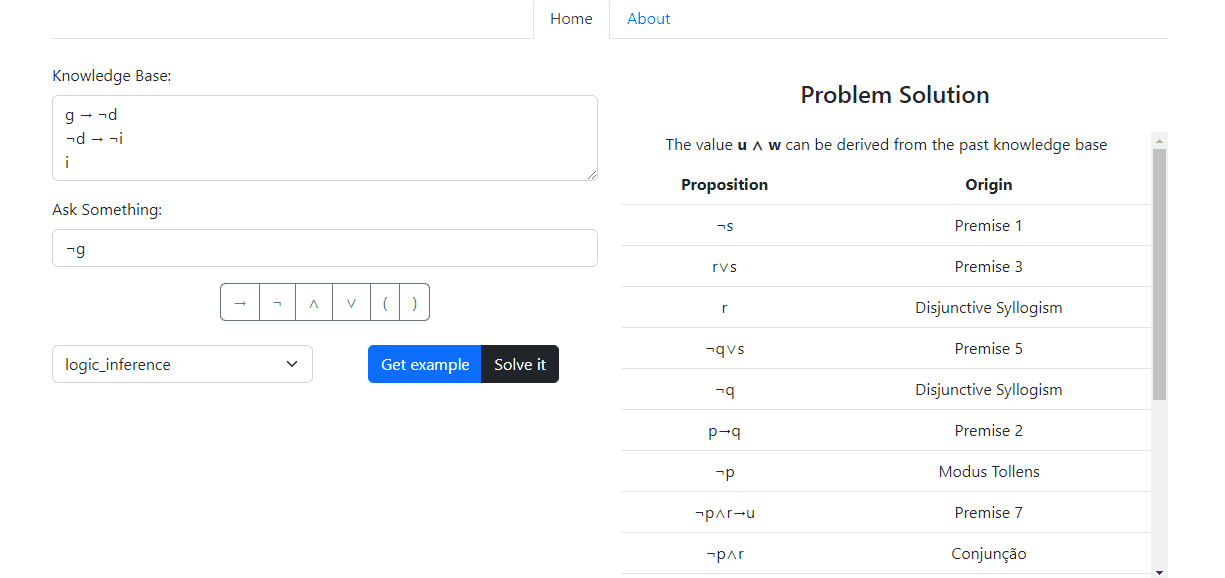 Home About
Knowledge Base:
g → ¬d
¬d → ¬i
i
Ask Something:
¬g
→ ¬ ∧ ∨ ( )
logic_inference
Get example Solve it
Problem Solution
The value u ∧ w can be derived from the past knowledge base
Proposition Origin
¬s Premise 1
r∨s Premise 3
r Disjunctive Syllogism
¬q∨s Premise 5
¬q Disjunctive Syllogism
p→q Premise 2
¬p Modus Tollens
¬p∧r→u Premise 7
¬p∧r Conjunção